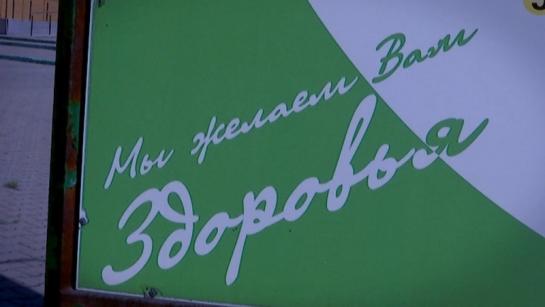 Мы желаем Вам
Здоровья